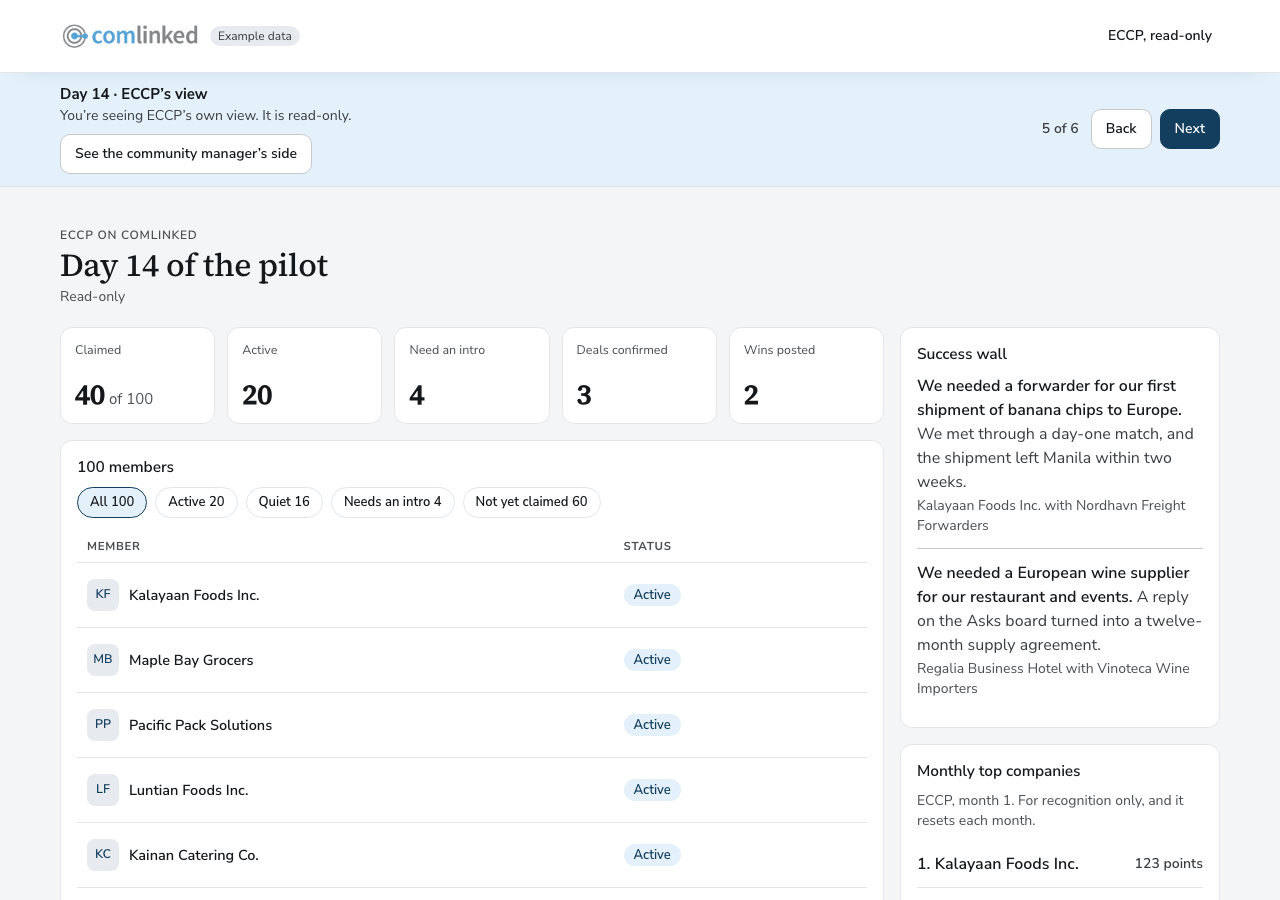 comlinked
Example data
ECCP, read-only
Day 14 · ECCP’s view
You’re seeing ECCP’s own view. It is read-only.
See the community manager’s side
5 of 6
Back
Next
ECCP ON COMLINKED
Day 14 of the pilot
Read-only
Claimed
40 of 100
Active
20
Need an intro
4
Deals confirmed
3
Wins posted
2
100 members
All 100
Active 20
Quiet 16
Needs an intro 4
Not yet claimed 60
MEMBER
STATUS
KF
Kalayaan Foods Inc.
Active
MB
Maple Bay Grocers
Active
PP
Pacific Pack Solutions
Active
LF
Luntian Foods Inc.
Active
KC
Kainan Catering Co.
Active
Success wall
We needed a forwarder for our first
shipment of banana chips to Europe.
We met through a day-one match, and
the shipment left Manila within two
weeks.
Kalayaan Foods Inc. with Nordhavn Freight
Forwarders
We needed a European wine supplier
for our restaurant and events. A reply
on the Asks board turned into a twelve-
month supply agreement.
Regalia Business Hotel with Vinoteca Wine
Importers
Monthly top companies
ECCP, month 1. For recognition only, and it
resets each month.
1. Kalayaan Foods Inc.
123 points